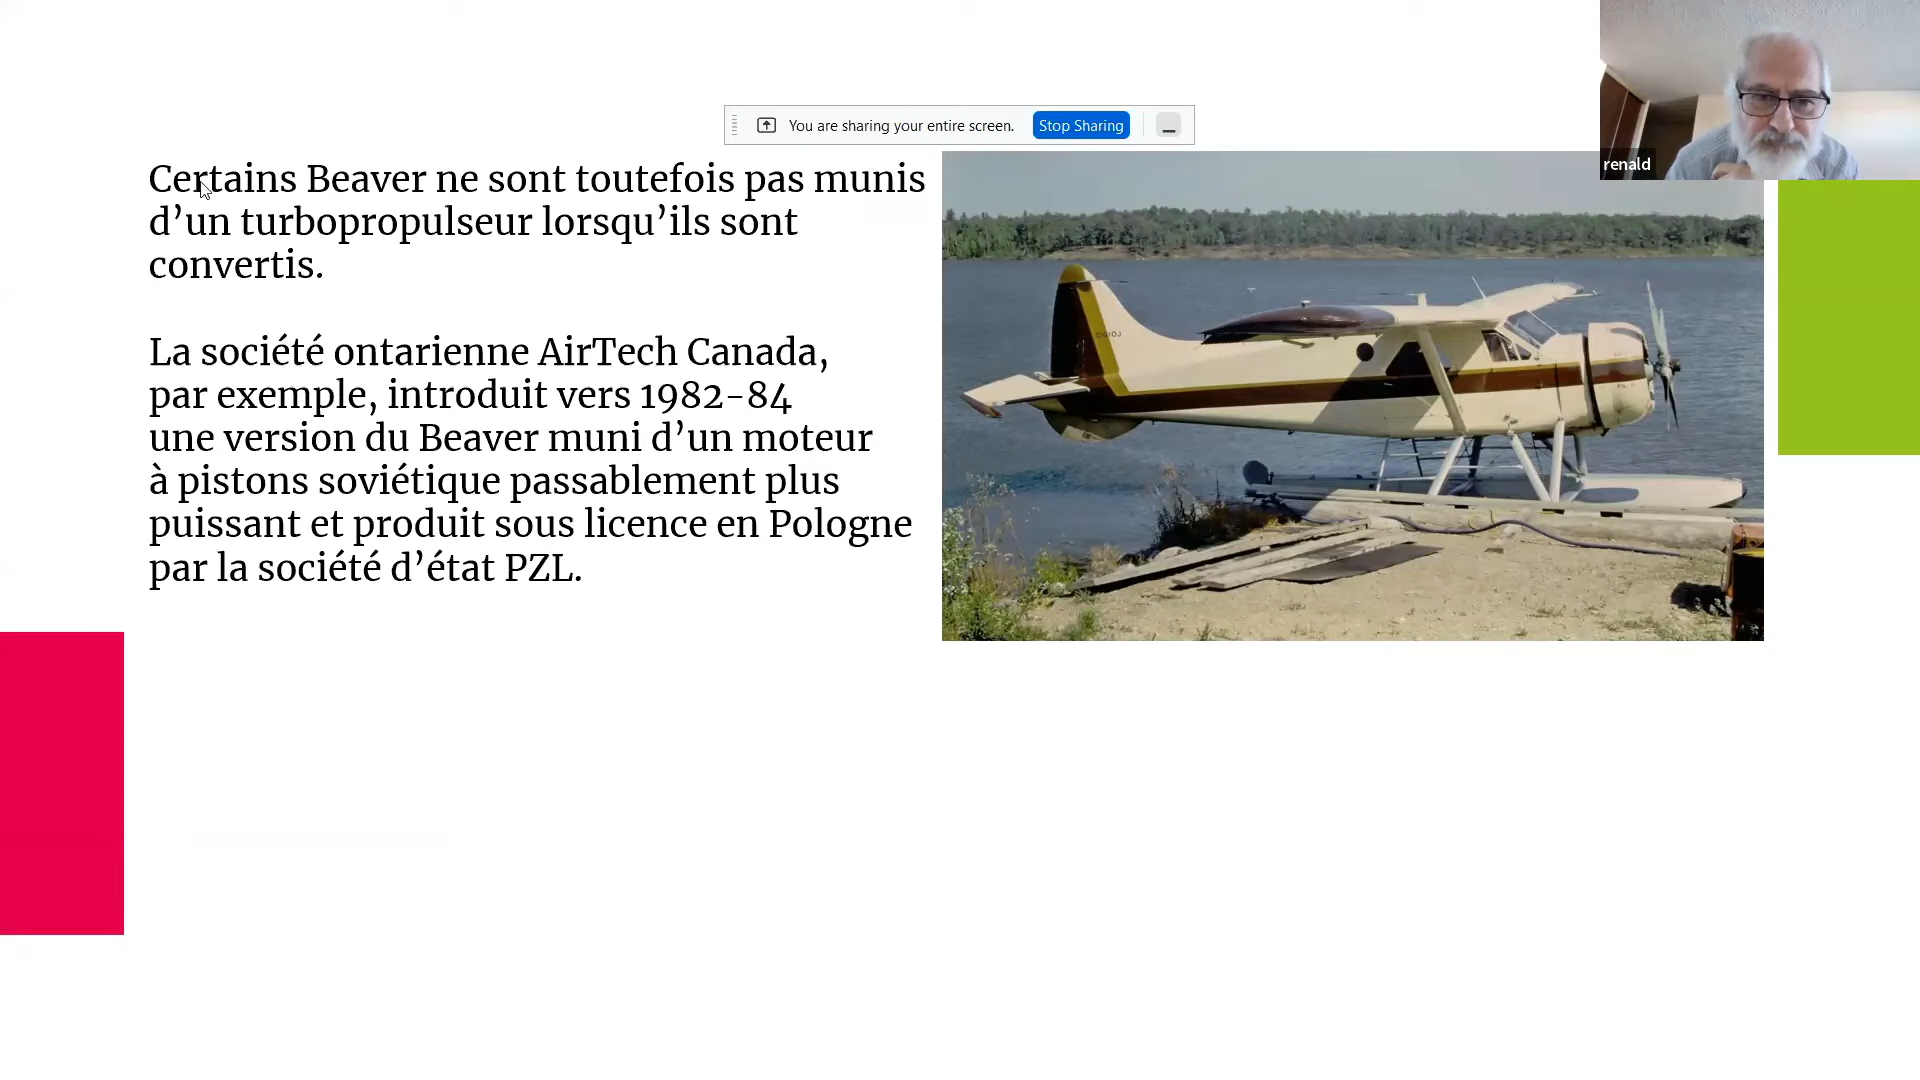 You are sharing your entire screen.
Stop Sharing
renald
Certains Beaver ne sont toutefois pas munis
d’un turbopropulseur lorsqu’ils sont
convertis.
La société ontarienne AirTech Canada,
par exemple, introduit vers 1982-84
une version du Beaver muni d’un moteur
à pistons soviétique passablement plus
puissant et produit sous licence en Pologne
par la société d’état PZL.